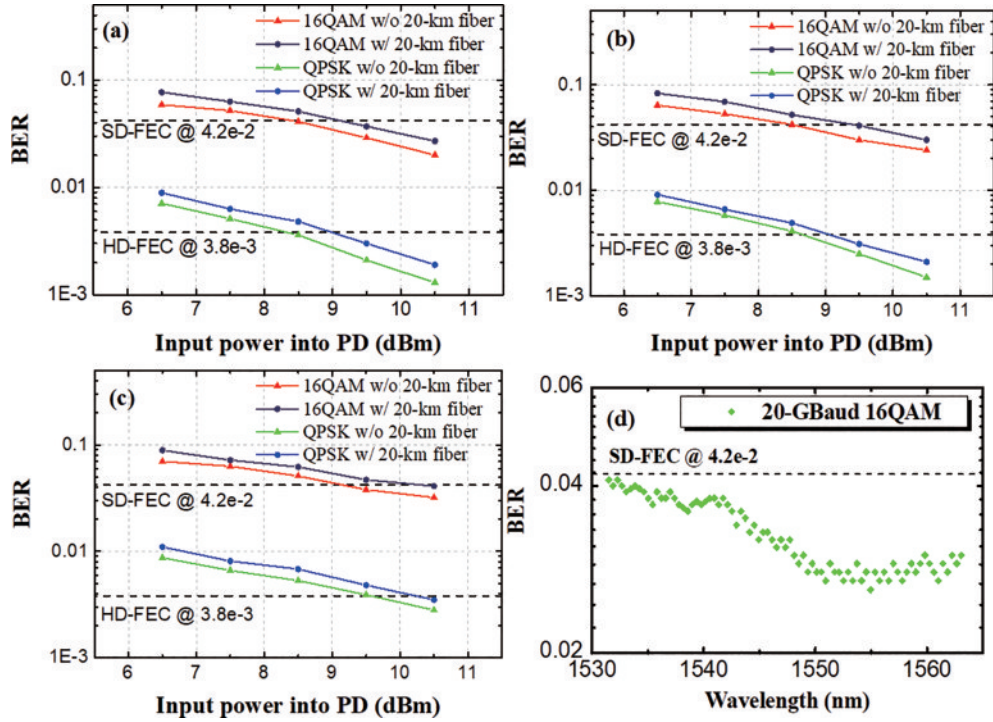 (a)
16QAM w/o 20-km fiber
16QAM w/ 20-km fiber
QPSK w/o 20-km fiber
QPSK w/ 20-km fiber
0.1
0.01
1E-3
BER
SD-FEC @ 4.2e-2
HD-FEC @ 3.8e-3
6 7 8 9 10 11
Input power into PD (dBm)
(b)
16QAM w/o 20-km fiber
16QAM w/ 20-km fiber
QPSK w/o 20-km fiber
QPSK w/ 20-km fiber
0.1
0.01
1E-3
BER
SD-FEC @ 4.2e-2
HD-FEC @ 3.8e-3
6 7 8 9 10 11
Input power into PD (dBm)
(c)
16QAM w/o 20-km fiber
16QAM w/ 20-km fiber
QPSK w/o 20-km fiber
QPSK w/ 20-km fiber
0.1
0.01
1E-3
BER
SD-FEC @ 4.2e-2
HD-FEC @ 3.8e-3
6 7 8 9 10 11
Input power into PD (dBm)
(d)
20-GBaud 16QAM
0.06
0.04
0.02
BER
SD-FEC @ 4.2e-2
1530 1540 1550 1560
Wavelength (nm)